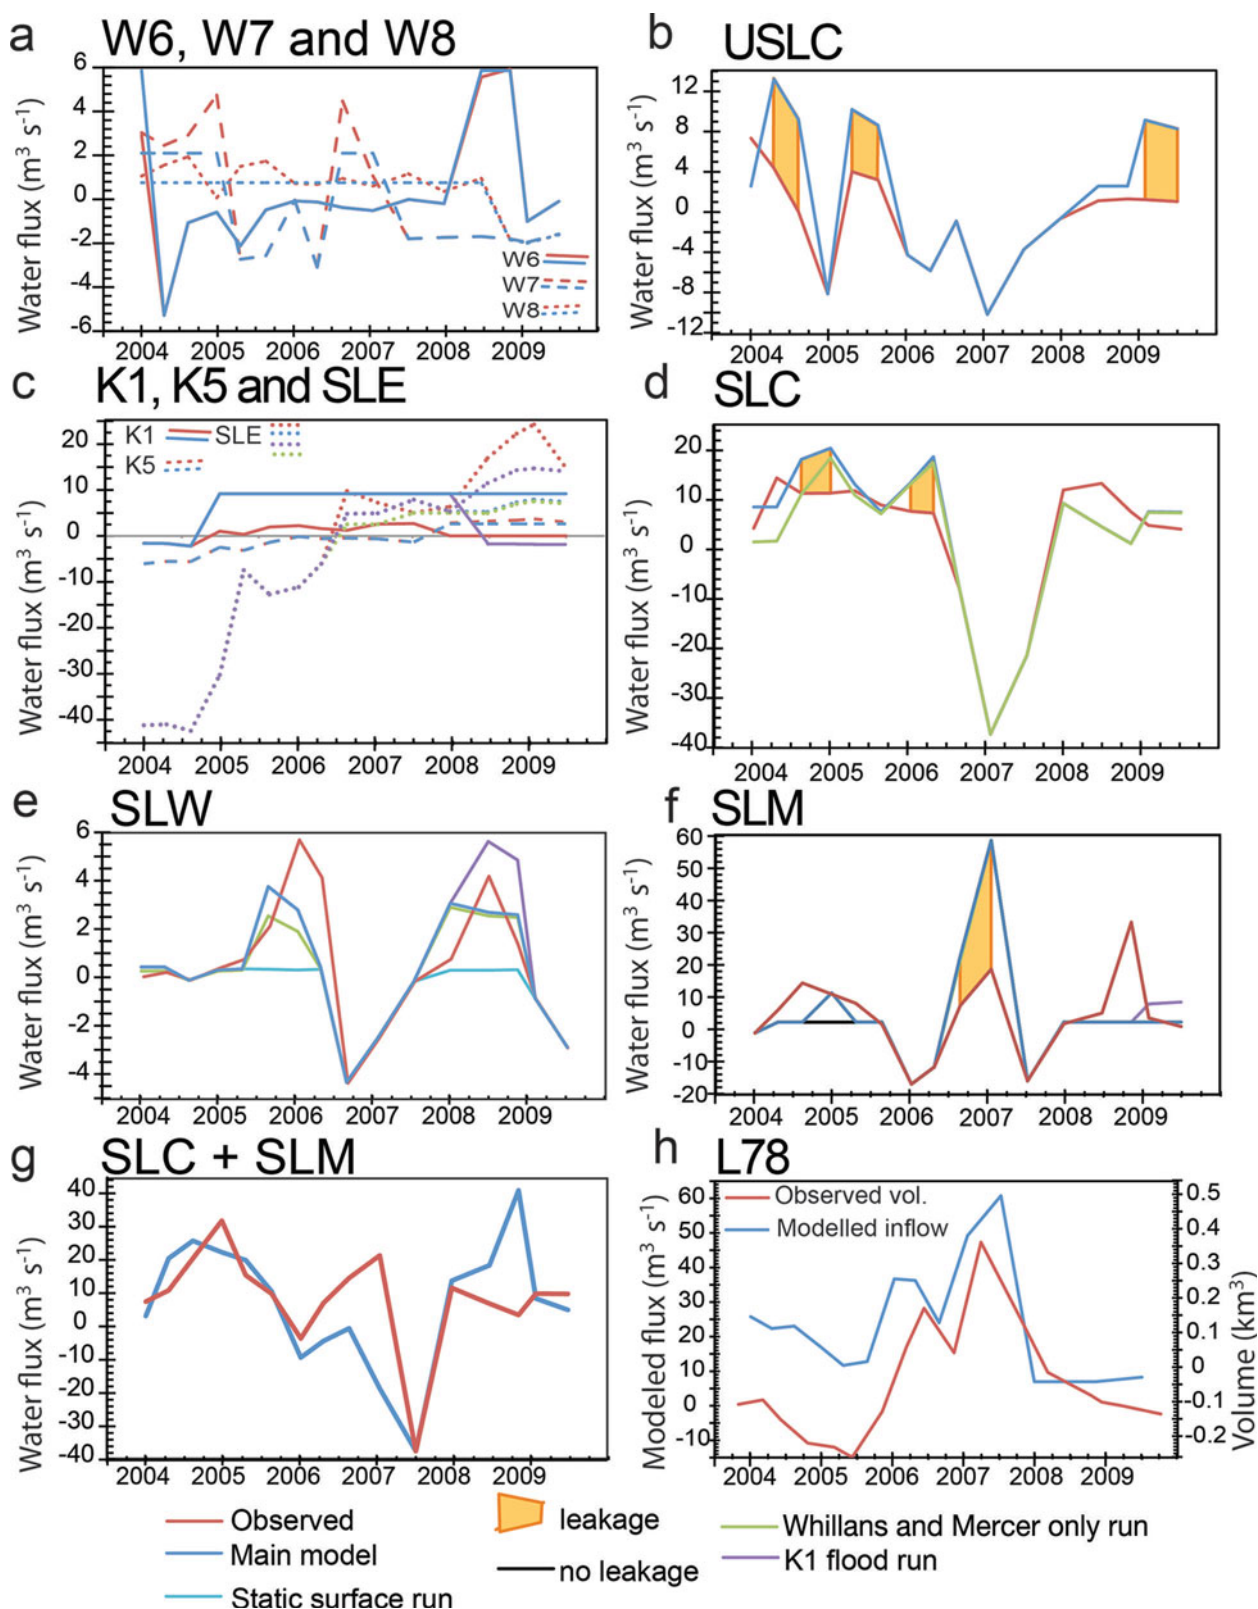 a W6, W7 and W8
Water flux (m³ s⁻¹)
6
4
2
0
-2
-4
-6
W6
W7
W8
2004 2005 2006 2007 2008 2009
b USLC
Water flux (m³ s⁻¹)
12
8
4
0
-4
-8
-12
2004 2005 2006 2007 2008 2009
c K1, K5 and SLE
Water flux (m³ s⁻¹)
20
10
0
-10
-20
-30
-40
K1 SLE
K5
2004 2005 2006 2007 2008 2009
d SLC
Water flux (m³ s⁻¹)
20
10
0
-10
-20
-30
-40
2004 2005 2006 2007 2008 2009
e SLW
Water flux (m³ s⁻¹)
6
4
2
0
-2
-4
2004 2005 2006 2007 2008 2009
f SLM
Water flux (m³ s⁻¹)
60
50
40
30
20
10
0
-10
-20
2004 2005 2006 2007 2008 2009
g SLC + SLM
Water flux (m³ s⁻¹)
40
30
20
10
0
-10
-20
-30
-40
2004 2005 2006 2007 2008 2009
h L78
Modeled flux (m³ s⁻¹)
60
50
40
30
20
10
0
-10
Observed vol.
Modelled inflow
0.5
0.4
0.3
0.2
0.1
0
-0.1
-0.2
Volume (km³)
2004 2005 2006 2007 2008 2009
Observed
Main model
Static surface run
leakage
no leakage
Whillans and Mercer only run
K1 flood run